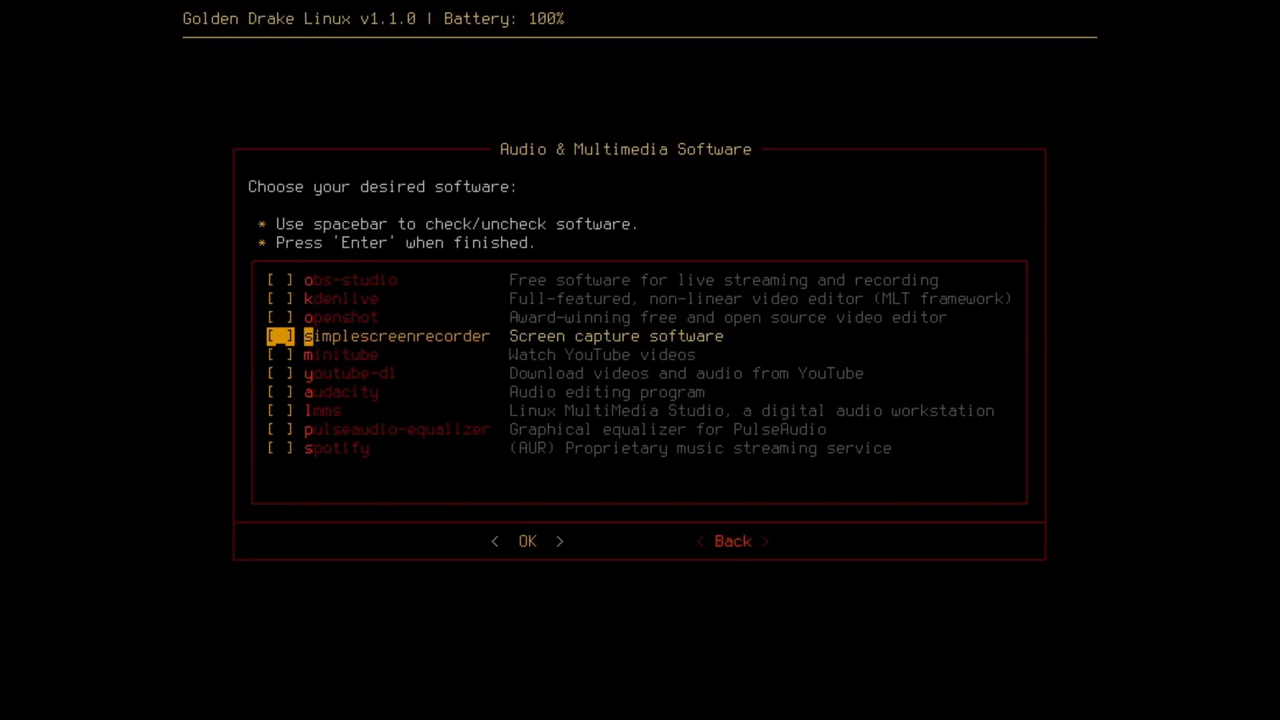 Golden Drake Linux v1.1.0 | Battery: 100%
Audio & Multimedia Software
Choose your desired software:
* Use spacebar to check/uncheck software.
* Press 'Enter' when finished.
[ ] obs-studio Free software for live streaming and recording
[ ] kdenlive Full-featured, non-linear video editor (MLT framework)
[ ] openshot Award-winning free and open source video editor
[ ] simplescreenrecorder Screen capture software
[ ] minitube Watch YouTube videos
[ ] youtube-dl Download videos and audio from YouTube
[ ] audacity Audio editing program
[ ] lmms Linux MultiMedia Studio, a digital audio workstation
[ ] pulseaudio-equalizer Graphical equalizer for PulseAudio
[ ] spotify (AUR) Proprietary music streaming service
< OK > < Back >